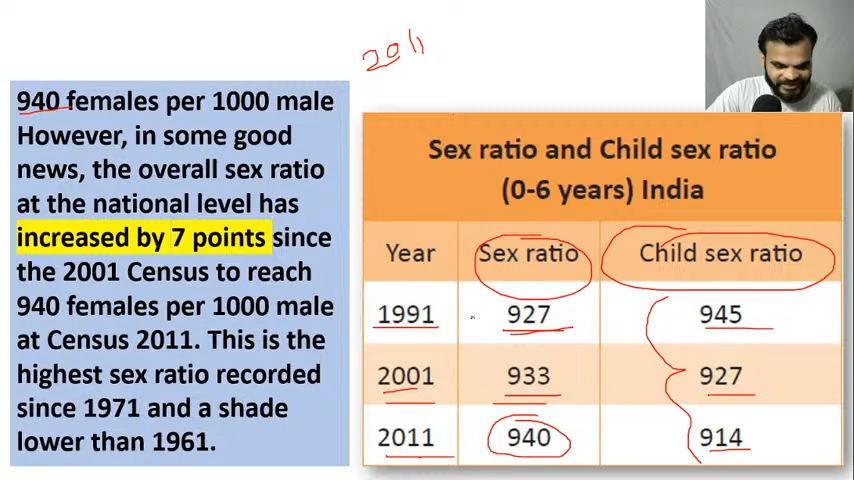 2011
940 females per 1000 male
However, in some good
news, the overall sex ratio
at the national level has
increased by 7 points since
the 2001 Census to reach
940 females per 1000 male
at Census 2011. This is the
highest sex ratio recorded
since 1971 and a shade
lower than 1961.
Sex ratio and Child sex ratio
(0-6 years) India
Year Sex ratio Child sex ratio
1991 927 945
2001 933 927
2011 940 914